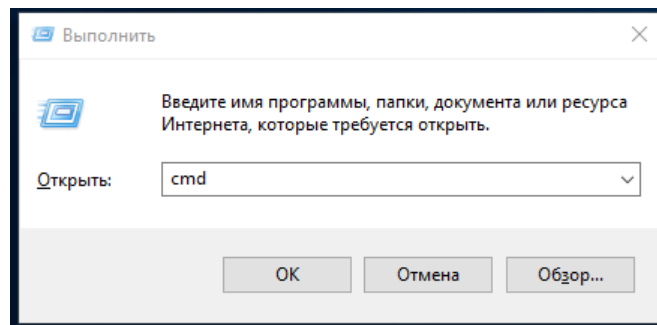 Выполнить
Введите имя программы, папки, документа или ресурса
Интернета, которые требуется открыть.
Открыть: cmd
OK Отмена Обзор...